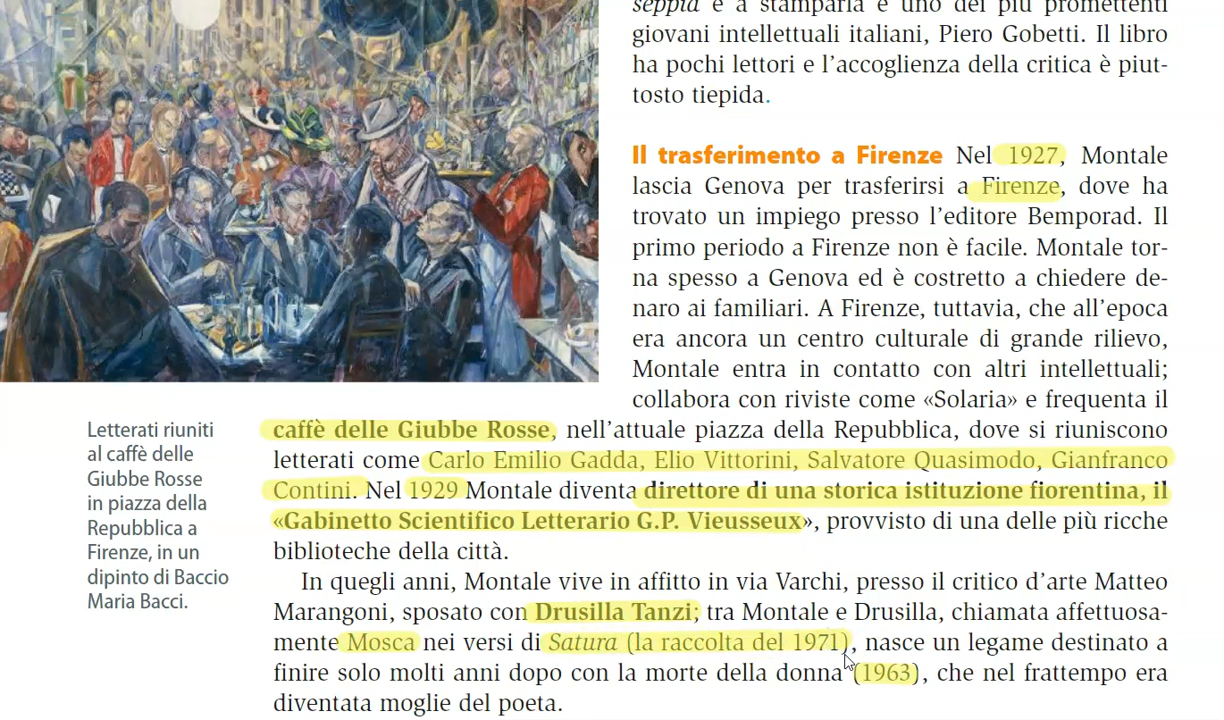 seppia e a stamparla è uno dei più promettenti
giovani intellettuali italiani, Piero Gobetti. Il libro
ha pochi lettori e l’accoglienza della critica è piut-
tosto tiepida.
Il trasferimento a Firenze Nel 1927, Montale
lascia Genova per trasferirsi a Firenze, dove ha
trovato un impiego presso l’editore Bemporad. Il
primo periodo a Firenze non è facile. Montale tor-
na spesso a Genova ed è costretto a chiedere de-
naro ai familiari. A Firenze, tuttavia, che all’epoca
era ancora un centro culturale di grande rilievo,
Montale entra in contatto con altri intellettuali;
collabora con riviste come «Solaria» e frequenta il
caffè delle Giubbe Rosse, nell’attuale piazza della Repubblica, dove si riuniscono
letterati come Carlo Emilio Gadda, Elio Vittorini, Salvatore Quasimodo, Gianfranco
Contini. Nel 1929 Montale diventa direttore di una storica istituzione fiorentina, il
«Gabinetto Scientifico Letterario G.P. Vieusseux», provvisto di una delle più ricche
biblioteche della città.
In quegli anni, Montale vive in affitto in via Varchi, presso il critico d’arte Matteo
Marangoni, sposato con Drusilla Tanzi; tra Montale e Drusilla, chiamata affettuosa-
mente Mosca nei versi di Satura (la raccolta del 1971), nasce un legame destinato a
finire solo molti anni dopo con la morte della donna (1963), che nel frattempo era
diventata moglie del poeta.
Letterati riuniti
al caffè delle
Giubbe Rosse
in piazza della
Repubblica a
Firenze, in un
dipinto di Baccio
Maria Bacci.